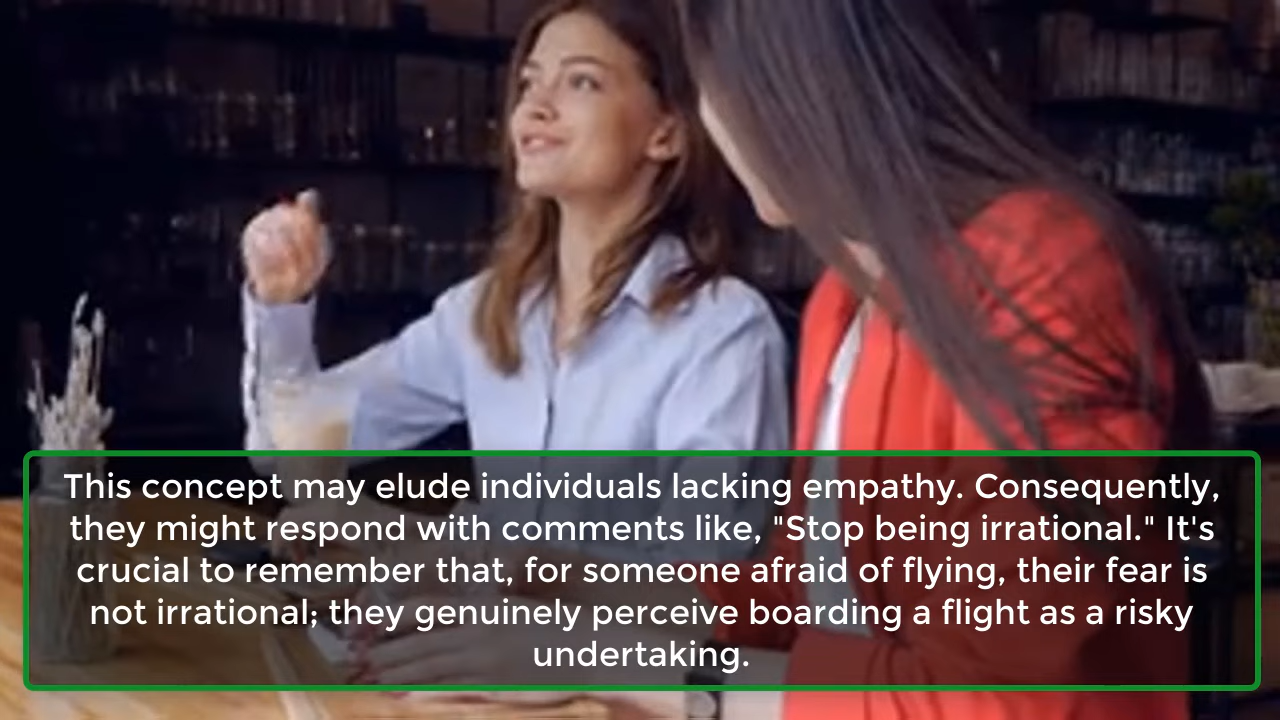 This concept may elude individuals lacking empathy. Consequently,
they might respond with comments like, "Stop being irrational." It's
crucial to remember that, for someone afraid of flying, their fear is
not irrational; they genuinely perceive boarding a flight as a risky
undertaking.